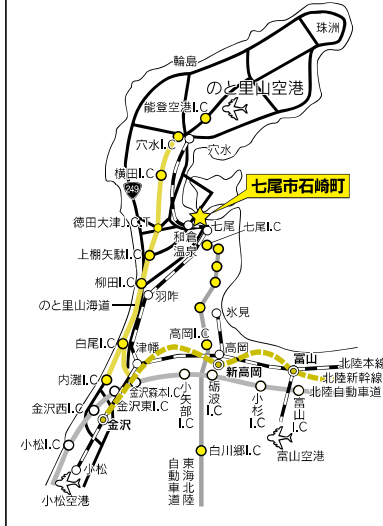 珠洲
輪島
のと里山空港
能登空港I.C
穴水I.C
穴水
横田I.C
249
七尾市石崎町
徳田大津J.C.T
七尾
七尾I.C
和倉
温泉
上棚矢駄I.C
柳田I.C
羽咋
のと里山海道
氷見
高岡I.C
白尾I.C
津幡
高岡
富山
北陸本線
新高岡
北陸新幹線
内灘I.C
金沢森本I.C
北陸自動車道
金沢西I.C
金沢東I.C
小矢部I.C
砺波I.C
小杉I.C
富山I.C
金沢
小松I.C
白川郷I.C
富山空港
小松
小松空港
東海北陸
自動車道